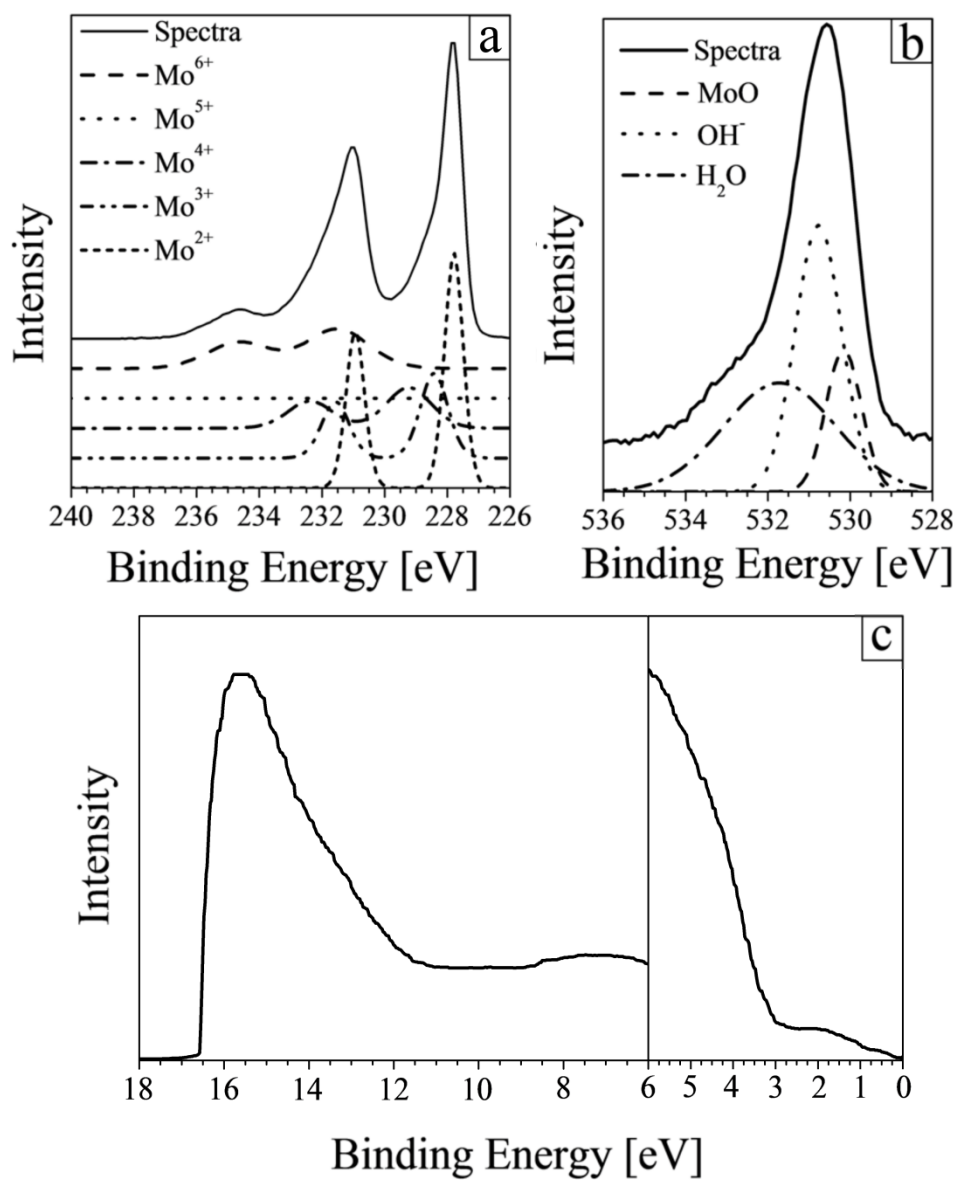 a
Spectra
Mo⁶⁺
Mo⁵⁺
Mo⁴⁺
Mo³⁺
Mo²⁺
Intensity
240 238 236 234 232 230 228 226
Binding Energy [eV]
b
Spectra
MoO
OH⁻
H₂O
Intensity
536 534 532 530 528
Binding Energy [eV]
c
Intensity
18 16 14 12 10 8 6 5 4 3 2 1 0
Binding Energy [eV]